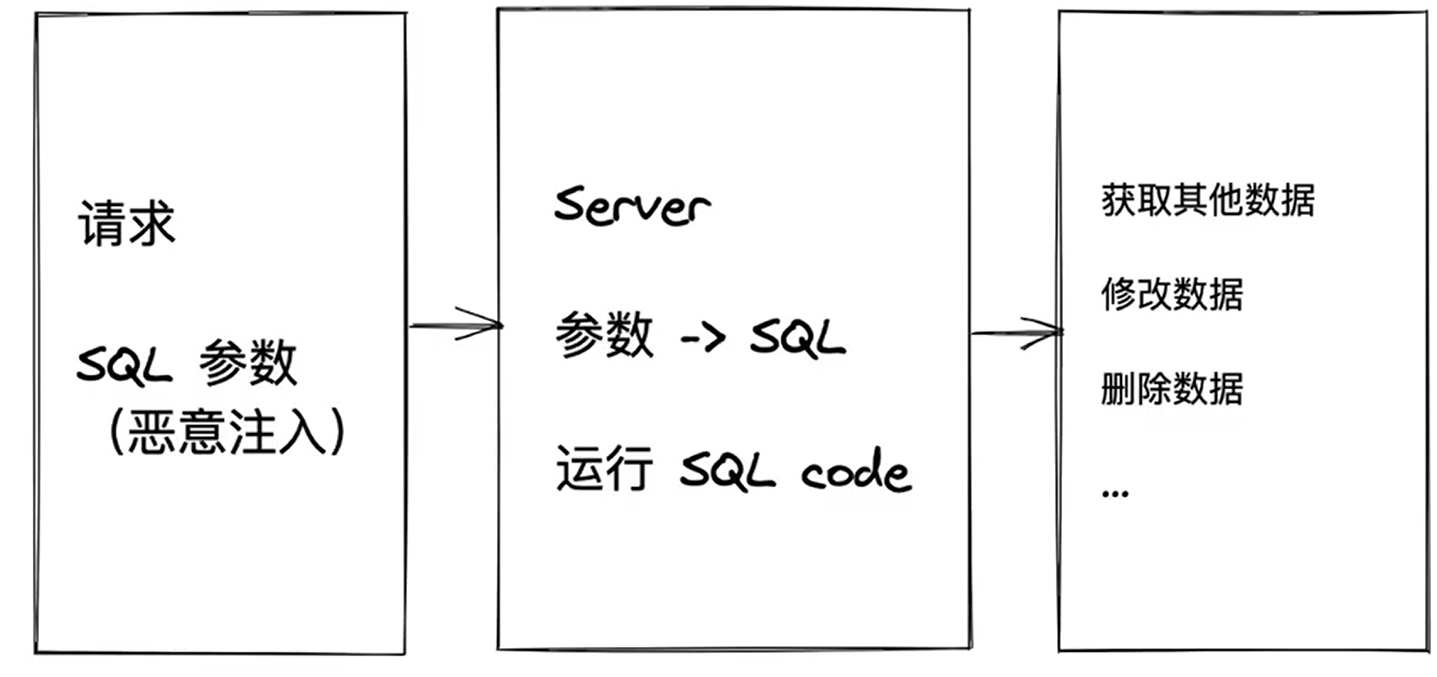 请求
SQL 参数
（恶意注入）
Server
参数 -> SQL
运行 SQL code
获取其他数据
修改数据
删除数据
...